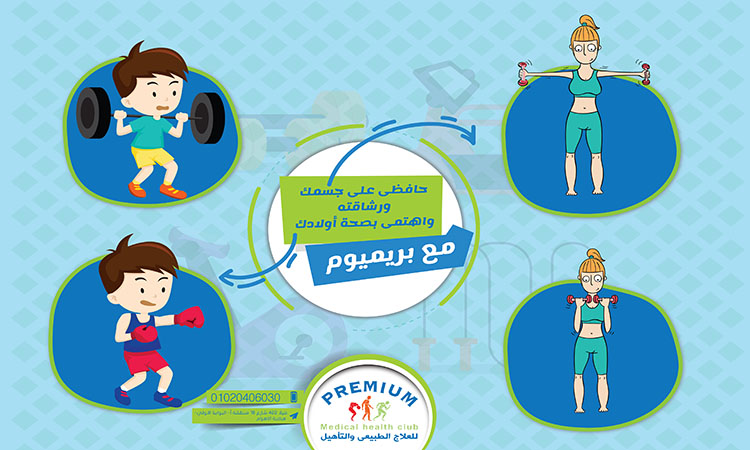 حافظى على جسمك
ورشاقته
واهتمى بصحة أولادك
مع بريميوم
01020406030
PREMIUM
Medical health club
للعلاج الطبيعى والتأهيل